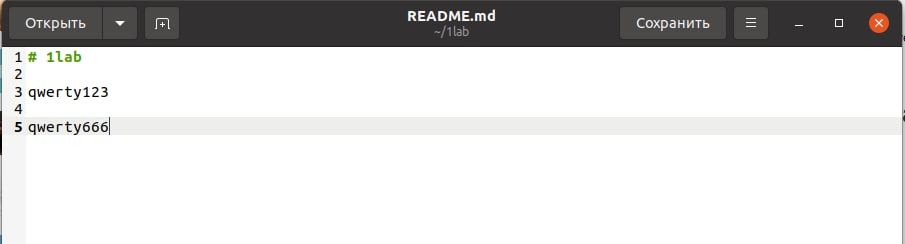 Открыть
README.md
~/1lab
Сохранить
1 # 1lab
2
3 qwerty123
4
5 qwerty666